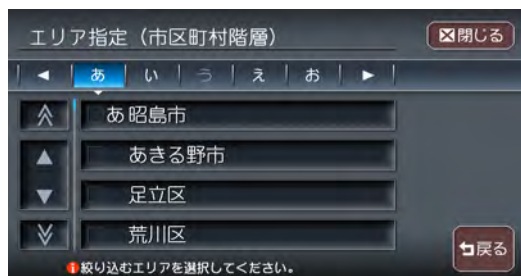 エリア指定（市区町村階層）
閉じる
あ い う え お
あ 昭島市
あきる野市
足立区
荒川区
絞り込むエリアを選択してください。
戻る